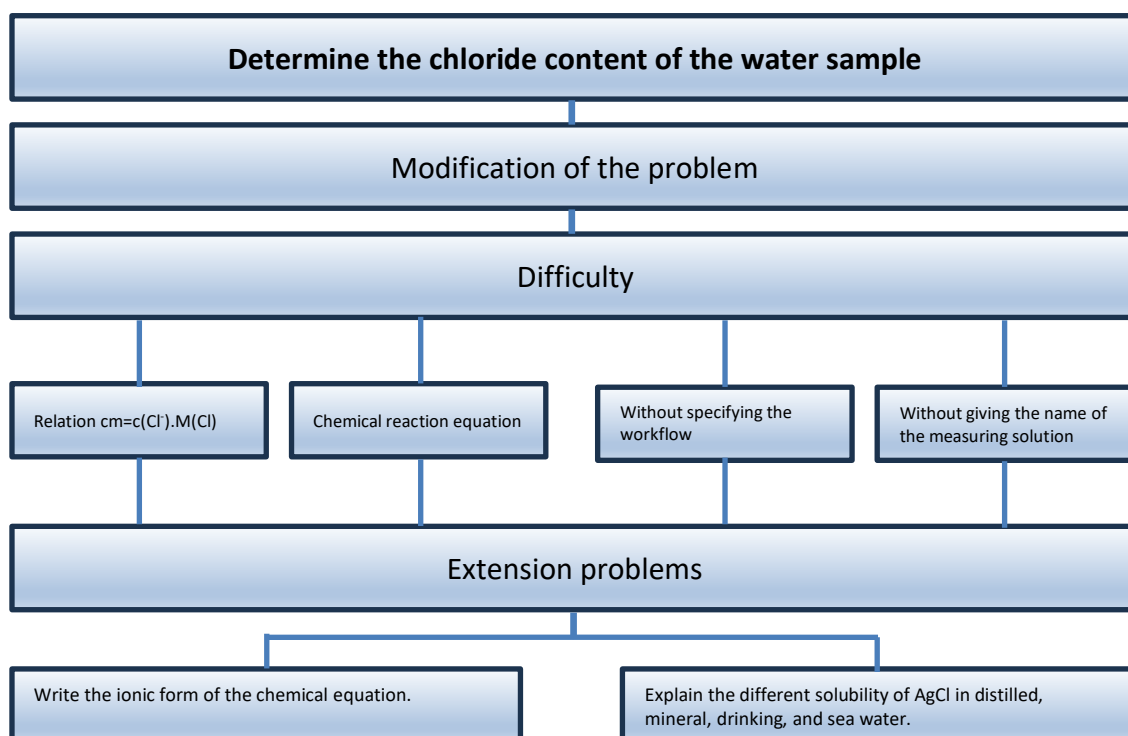 Determine the chloride content of the water sample
Modification of the problem
Difficulty
Relation cm=c(Cl⁻).M(Cl)
Chemical reaction equation
Without specifying the
workflow
Without giving the name of
the measuring solution
Extension problems
Write the ionic form of the chemical equation.
Explain the different solubility of AgCl in distilled,
mineral, drinking, and sea water.